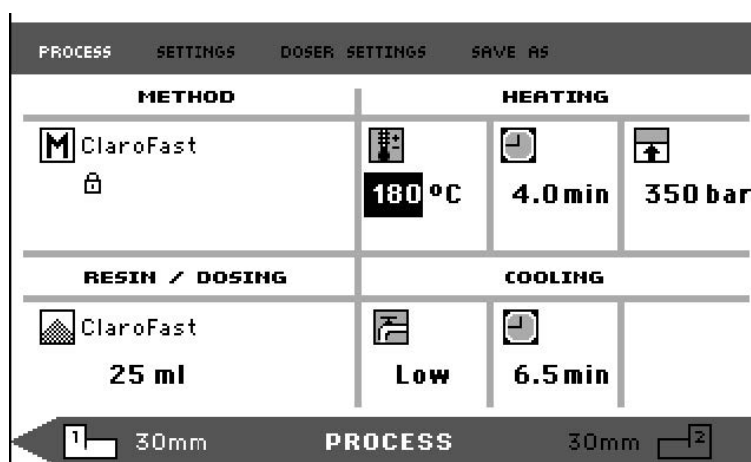 PROCESS SETTINGS DOSER SETTINGS SAVE AS
METHOD HEATING
M ClaroFast
180 ºC 4.0 min 350 bar
RESIN / DOSING COOLING
ClaroFast
25 ml Low 6.5 min
1 30mm PROCESS 30mm 2